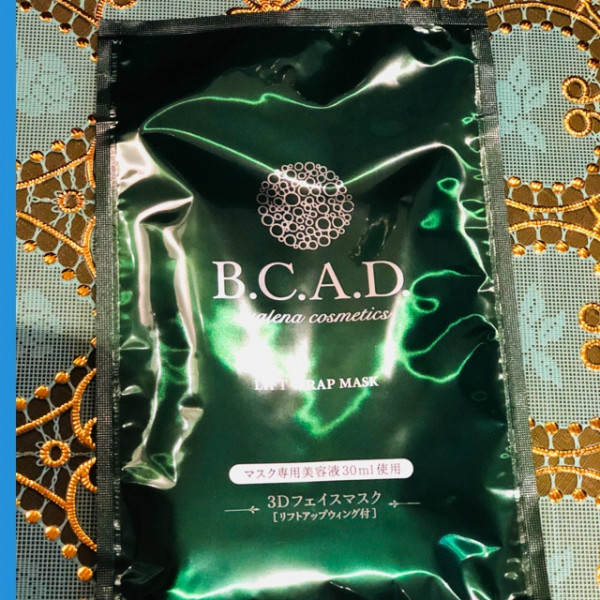 B.C.A.D.
cosmetics
MASK
マスク専用美容液30ml使用
3Dフェイスマスク
[リフトアップウィング付]